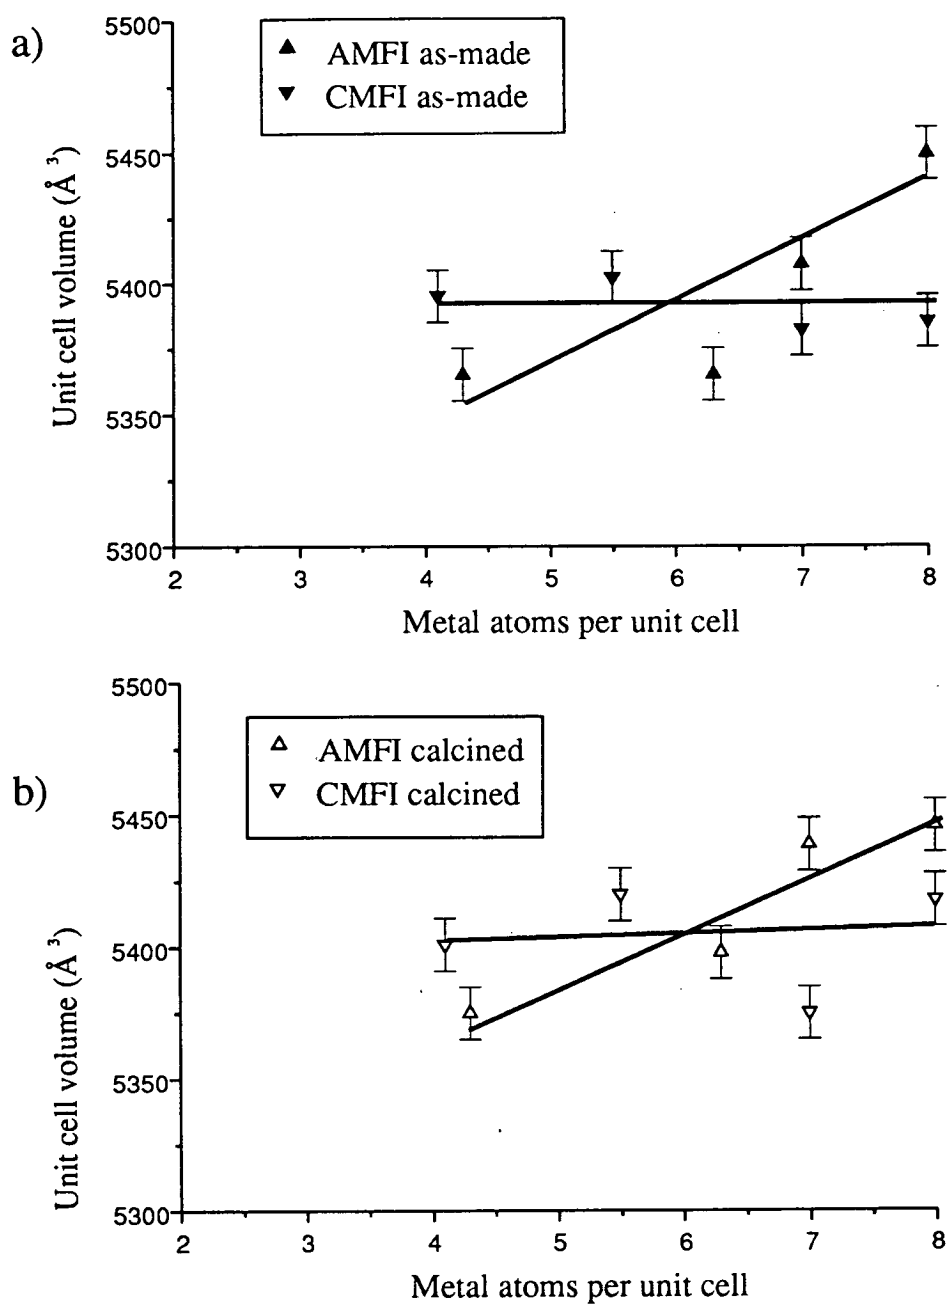 a)
AMFI as-made
CMFI as-made
Unit cell volume (Å³)
5500
5450
5400
5350
5300
2 3 4 5 6 7 8
Metal atoms per unit cell
b)
AMFI calcined
CMFI calcined
Unit cell volume (Å³)
5500
5450
5400
5350
5300
2 3 4 5 6 7 8
Metal atoms per unit cell